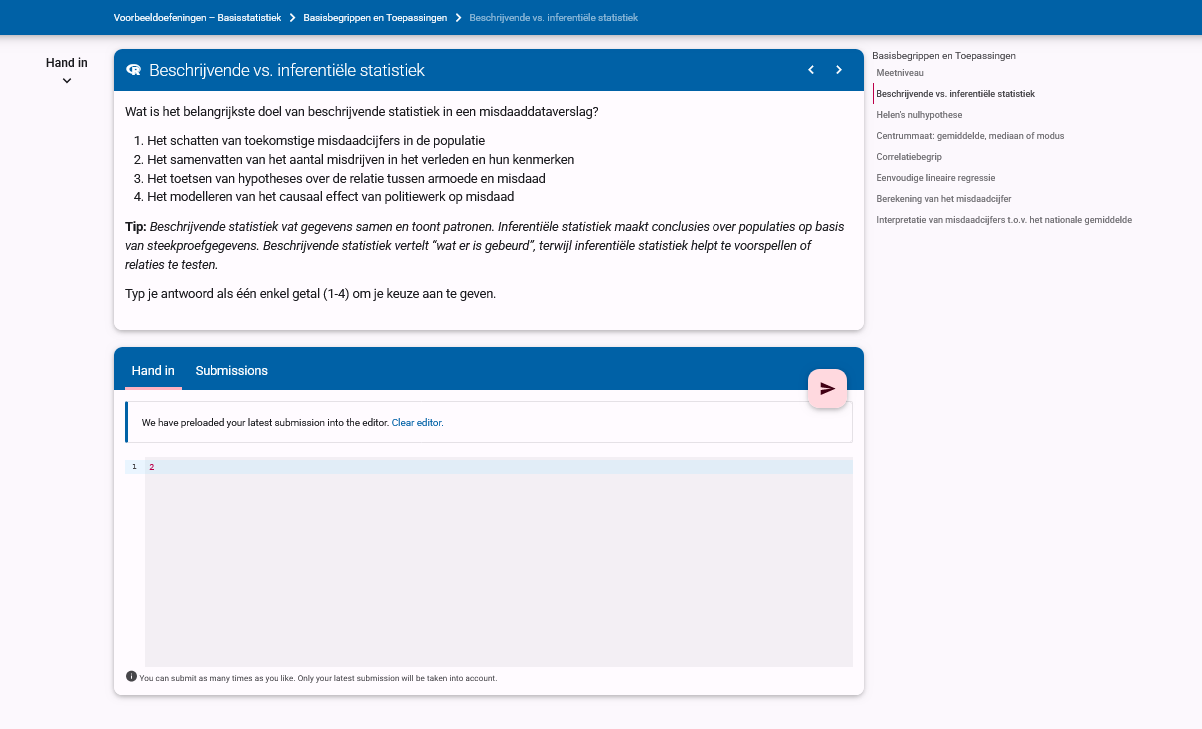 Voorbeeldoefeningen – Basisstatistiek > Basisbegrippen en Toepassingen > Beschrijvende vs. inferentiële statistiek
Hand in
Beschrijvende vs. inferentiële statistiek
Wat is het belangrijkste doel van beschrijvende statistiek in een misdaaddataverslag?
1. Het schatten van toekomstige misdaadcijfers in de populatie
2. Het samenvatten van het aantal misdrijven in het verleden en hun kenmerken
3. Het toetsen van hypotheses over de relatie tussen armoede en misdaad
4. Het modelleren van het causaal effect van politiewerk op misdaad
Tip: Beschrijvende statistiek vat gegevens samen en toont patronen. Inferentiële statistiek maakt conclusies over populaties op basis
van steekproefgegevens. Beschrijvende statistiek vertelt “wat er is gebeurd”, terwijl inferentiële statistiek helpt te voorspellen of
relaties te testen.
Typ je antwoord als één enkel getal (1-4) om je keuze aan te geven.
Hand in Submissions
We have preloaded your latest submission into the editor. Clear editor.
1 2
You can submit as many times as you like. Only your latest submission will be taken into account.
Basisbegrippen en Toepassingen
Meetniveau
Beschrijvende vs. inferentiële statistiek
Helen's nulhypothese
Centrummaat: gemiddelde, mediaan of modus
Correlatiebegrip
Eenvoudige lineaire regressie
Berekening van het misdaadcijfer
Interpretatie van misdaadcijfers t.o.v. het nationale gemiddelde